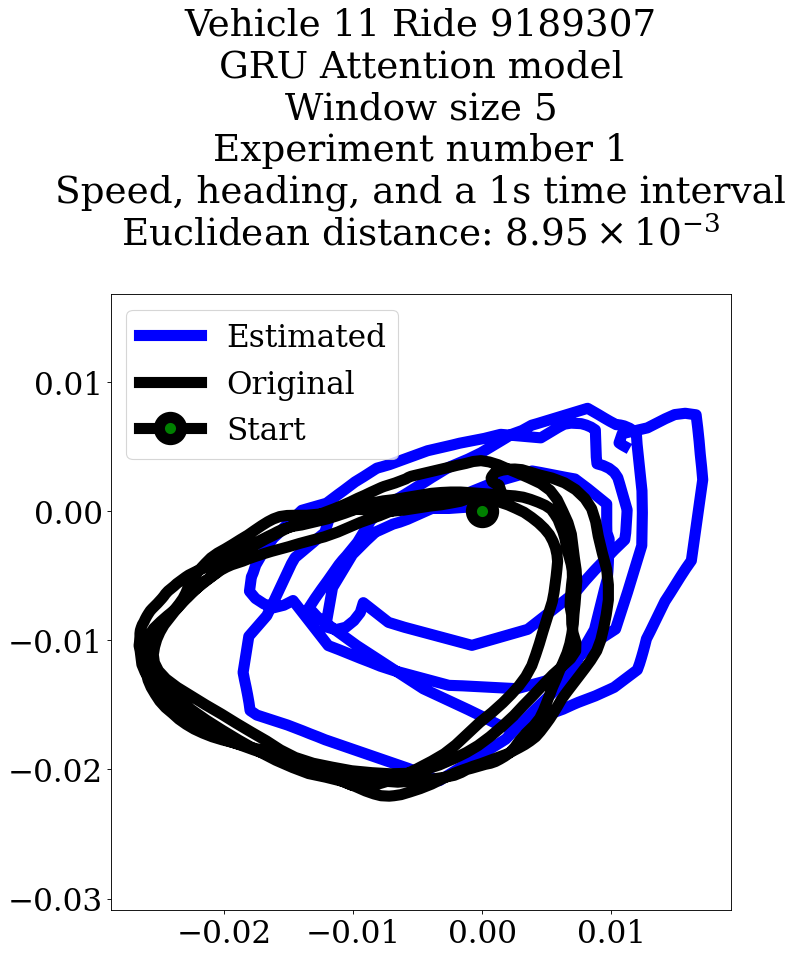 Vehicle 11 Ride 9189307
GRU Attention model
Window size 5
Experiment number 1
Speed, heading, and a 1s time interval
Euclidean distance: 8.95 × 10⁻³
Estimated
Original
Start
0.01
0.00
−0.01
−0.02
−0.03
−0.02 −0.01 0.00 0.01